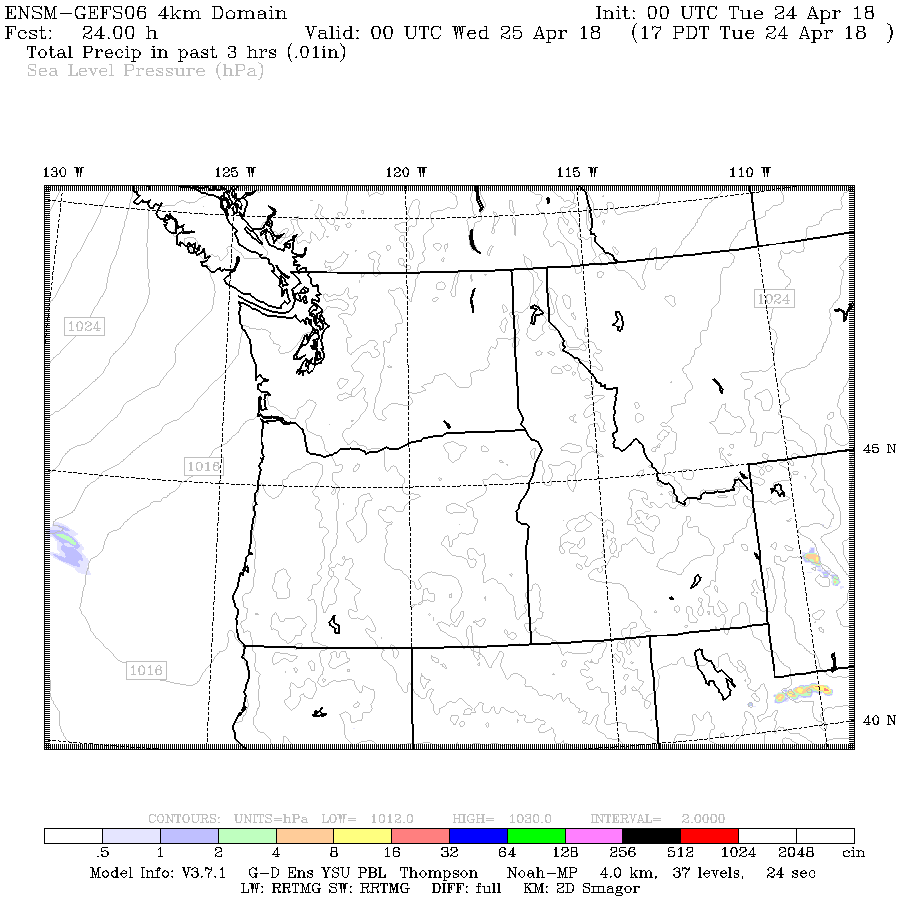 ENSM-GEFS06 4km Domain Init: 00 UTC Tue 24 Apr 18
Fcst: 24.00 h Valid: 00 UTC Wed 25 Apr 18 (17 PDT Tue 24 Apr 18 )
Total Precip in past 3 hrs (.01in)
Sea Level Pressure (hPa)
130 W 125 W 120 W 115 W 110 W
1024
1024
45 N
1016
1016
40 N
CONTOURS: UNITS=hPa LOW= 1012.0 HIGH= 1030.0 INTERVAL= 2.0000
.5 1 2 4 8 16 32 64 128 256 512 1024 2048 cin
Model Info: V3.7.1 G-D Ens YSU PBL Thompson Noah-MP 4.0 km, 37 levels, 24 sec
LW: RRTMG SW: RRTMG DIFF: full KM: 2D Smagor